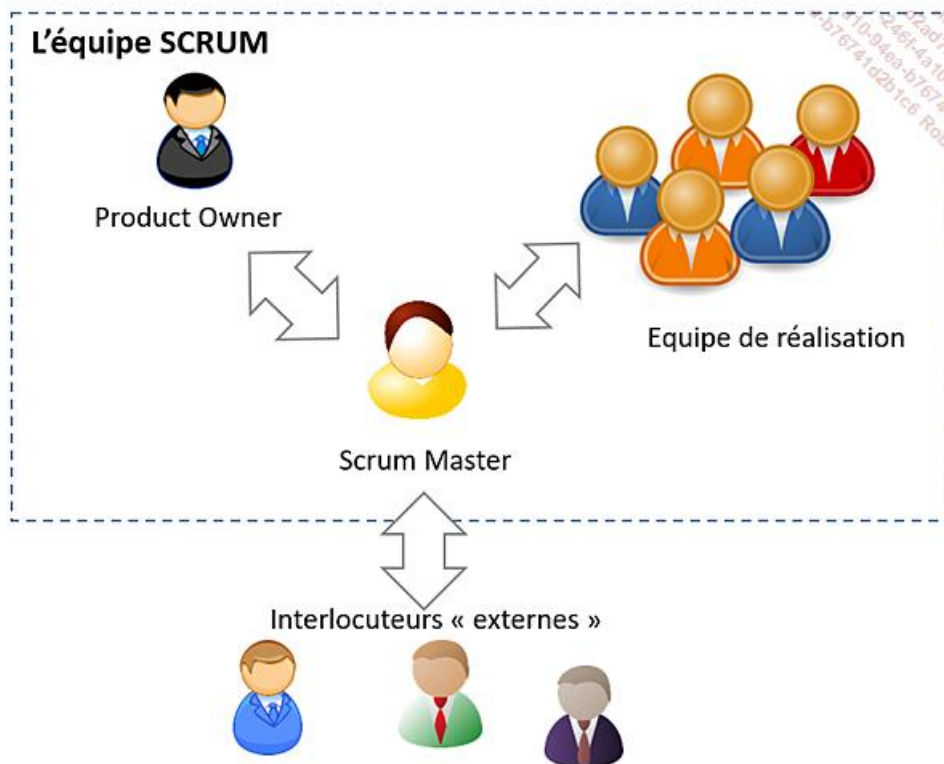 L’équipe SCRUM
Product Owner
Equipe de réalisation
Scrum Master
Interlocuteurs « externes »